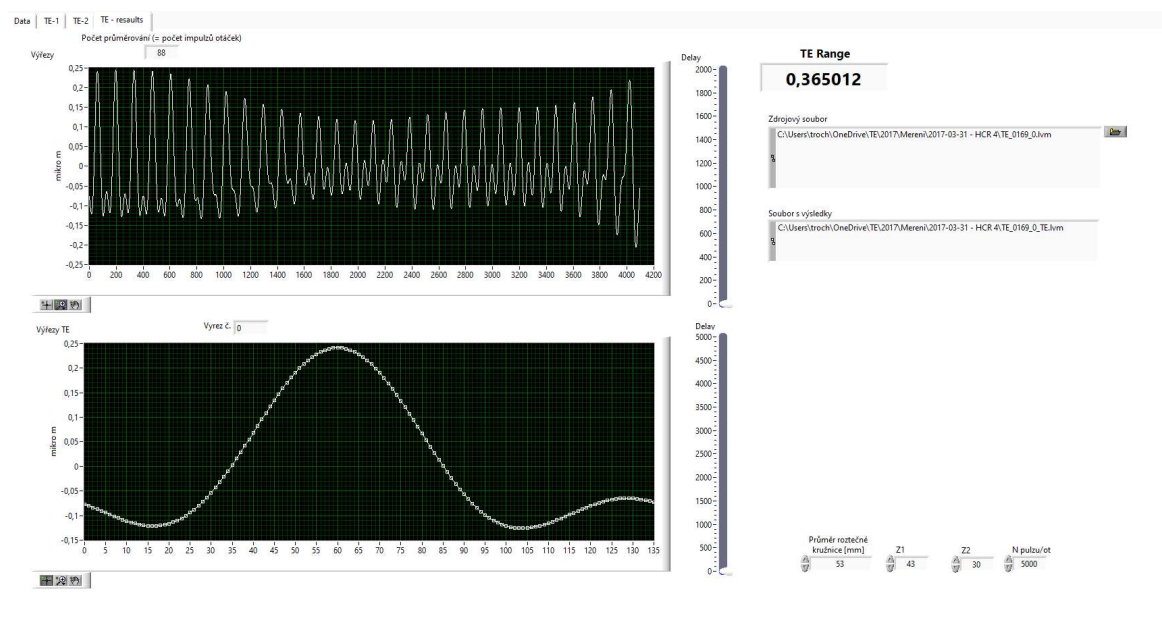 Data TE-1 TE-2 TE - resaults
Počet průměrování (= počet impulzů otáček)
88
Výřezy
0,25
0,2
0,15
0,1
0,05
0
-0,05
-0,1
-0,15
-0,2
-0,25
mikro m
0 200 400 600 800 1000 1200 1400 1600 1800 2000 2200 2400 2600 2800 3000 3200 3400 3600 3800 4000 4200
Delay
2000
1800
1600
1400
1200
1000
800
600
400
200
0
TE Range
0,365012
Zdrojový soubor
C:\Users\troch\OneDrive\TE\2017\Mereni\2017-03-31 - HCR 4\TE_0169_0.lvm
Soubor s výsledky
C:\Users\troch\OneDrive\TE\2017\Mereni\2017-03-31 - HCR 4\TE_0169_0_TE.lvm
Výřezy TE
Vyrez č. 0
0,25
0,2
0,15
0,1
0,05
0
-0,05
-0,1
-0,15
mikro m
0 5 10 15 20 25 30 35 40 45 50 55 60 65 70 75 80 85 90 95 100 105 110 115 120 125 130 135
Delay
5000
4500
4000
3500
3000
2500
2000
1500
1000
500
0
Průměr roztečné
kružnice [mm] Z1 Z2 N pulzu/ot
53 43 30 5000